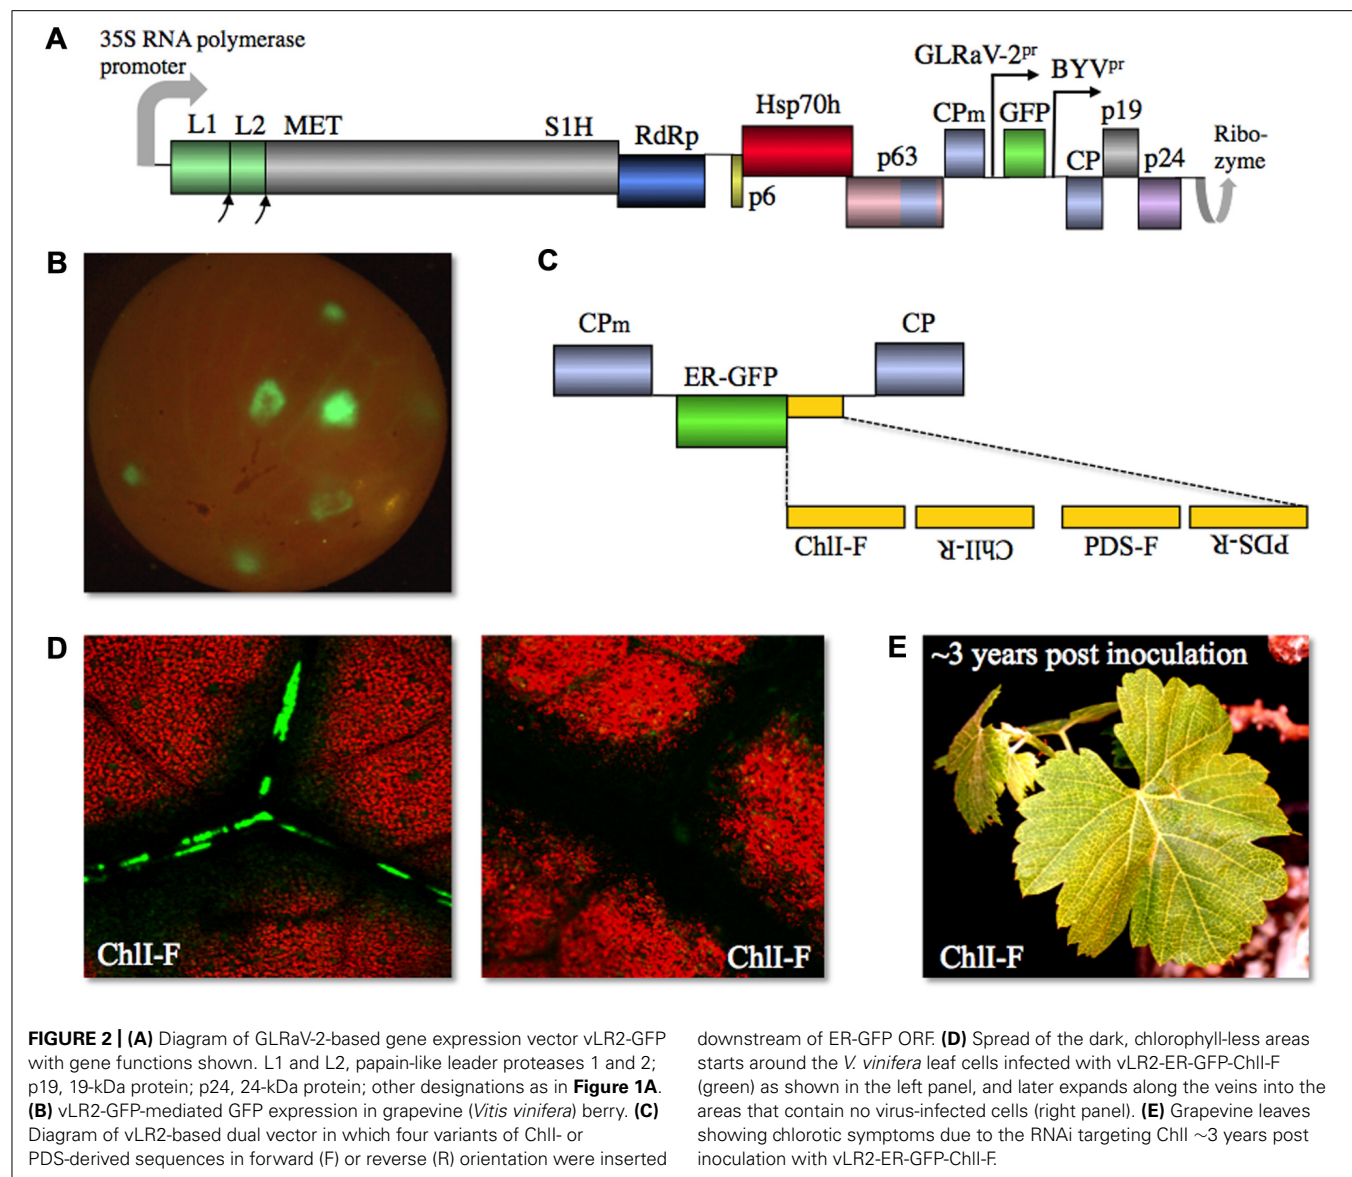 A
35S RNA polymerase
promoter
L1 L2 MET S1H RdRp p6 Hsp70h p63 CPm GLRaV-2pr GFP BYVpr CP p19 p24 Ribo-
zyme
B
C
CPm ER-GFP CP
ChlI-F ChlI-R PDS-F PDS-R
D
ChlI-F
ChlI-F
E
~3 years post inoculation
ChlI-F
FIGURE 2 | (A) Diagram of GLRaV-2-based gene expression vector vLR2-GFP
with gene functions shown. L1 and L2, papain-like leader proteases 1 and 2;
p19, 19-kDa protein; p24, 24-kDa protein; other designations as in Figure 1A.
(B) vLR2-GFP-mediated GFP expression in grapevine (Vitis vinifera) berry. (C)
Diagram of vLR2-based dual vector in which four variants of ChlI- or
PDS-derived sequences in forward (F) or reverse (R) orientation were inserted
downstream of ER-GFP ORF. (D) Spread of the dark, chlorophyll-less areas
starts around the V. vinifera leaf cells infected with vLR2-ER-GFP-ChlI-F
(green) as shown in the left panel, and later expands along the veins into the
areas that contain no virus-infected cells (right panel). (E) Grapevine leaves
showing chlorotic symptoms due to the RNAi targeting ChlI ~3 years post
inoculation with vLR2-ER-GFP-ChlI-F.